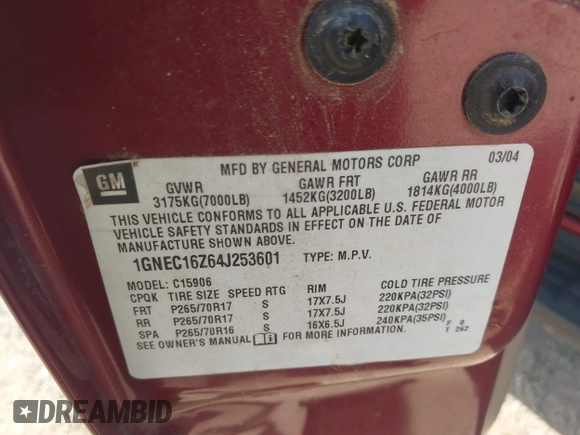 GM
MFD BY GENERAL MOTORS CORP 03/04
GVWR GAWR FRT GAWR RR
3175KG(7000LB) 1452KG(3200LB) 1814KG(4000LB)
THIS VEHICLE CONFORMS TO ALL APPLICABLE U.S. FEDERAL MOTOR
VEHICLE SAFETY STANDARDS IN EFFECT ON THE DATE OF
MANUFACTURE SHOWN ABOVE.
1GNEC16Z64J253601 TYPE: M.P.V.
MODEL: C15906
CPQK TIRE SIZE SPEED RTG RIM COLD TIRE PRESSURE
FRT P265/70R17 S 17X7.5J 220KPA(32PSI)
RR P265/70R17 S 17X7.5J 220KPA(32PSI)
SPA P265/70R16 S 16X6.5J 240KPA(35PSI) F 0
SEE OWNER'S MANUAL i FOR MORE INFORMATION. T 262
DREAMBID